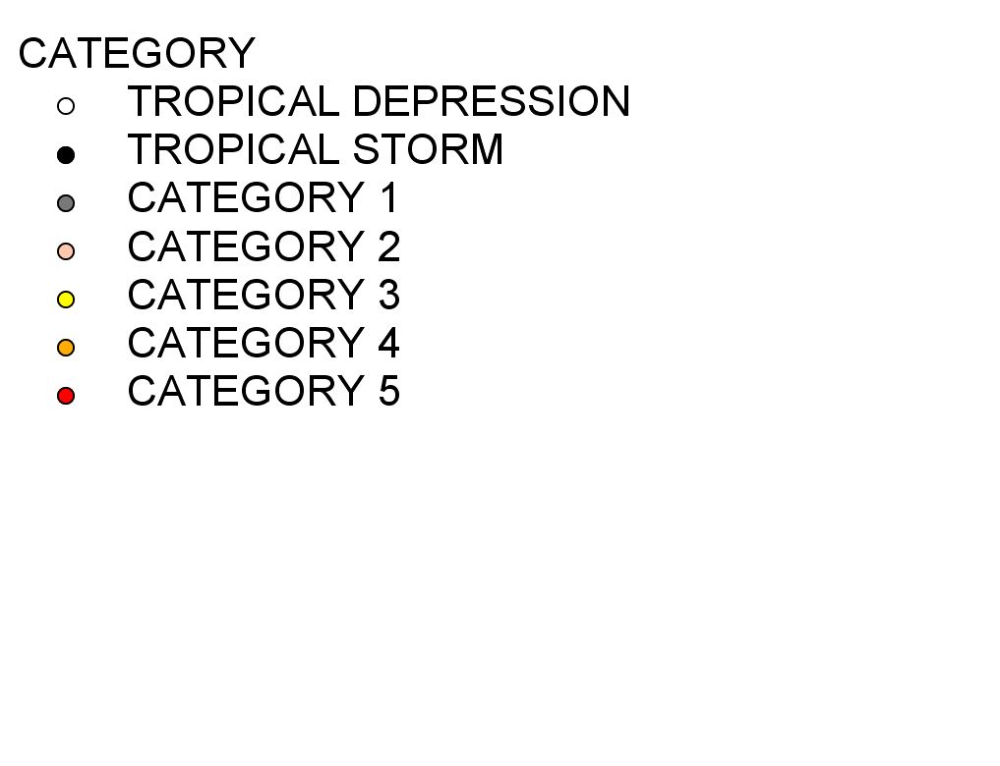 CATEGORY
TROPICAL DEPRESSION
TROPICAL STORM
CATEGORY 1
CATEGORY 2
CATEGORY 3
CATEGORY 4
CATEGORY 5